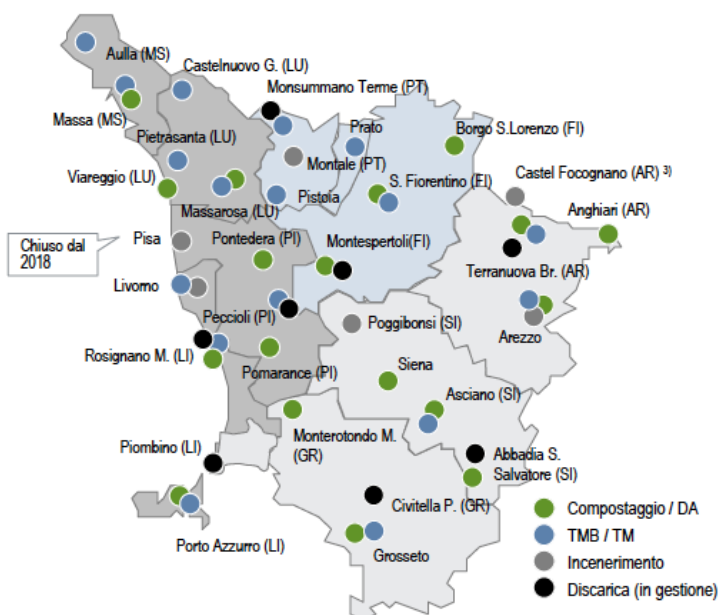 Aulla (MS)
Castelnuovo G. (LU)
Monsummano Terme (PT)
Massa (MS)
Pietrasanta (LU)
Prato
Borgo S.Lorenzo (FI)
Montale (PT)
Castel Focognano (AR) 3)
Viareggio (LU)
Massarosa (LU)
Pistoia
S. Fiorentino (FI)
Anghiari (AR)
Chiuso dal
2018
Pisa
Pontedera (PI)
Montespertoli(FI)
Terranuova Br. (AR)
Livorno
Peccioli (PI)
Poggibonsi (SI)
Arezzo
Rosignano M. (LI)
Pomarance (PI)
Siena
Asciano (SI)
Piombino (LI)
Monterotondo M.
(GR)
Abbadia S.
Salvatore (SI)
Civitella P. (GR)
Porto Azzurro (LI)
Grosseto
Compostaggio / DA
TMB / TM
Incenerimento
Discarica (in gestione)